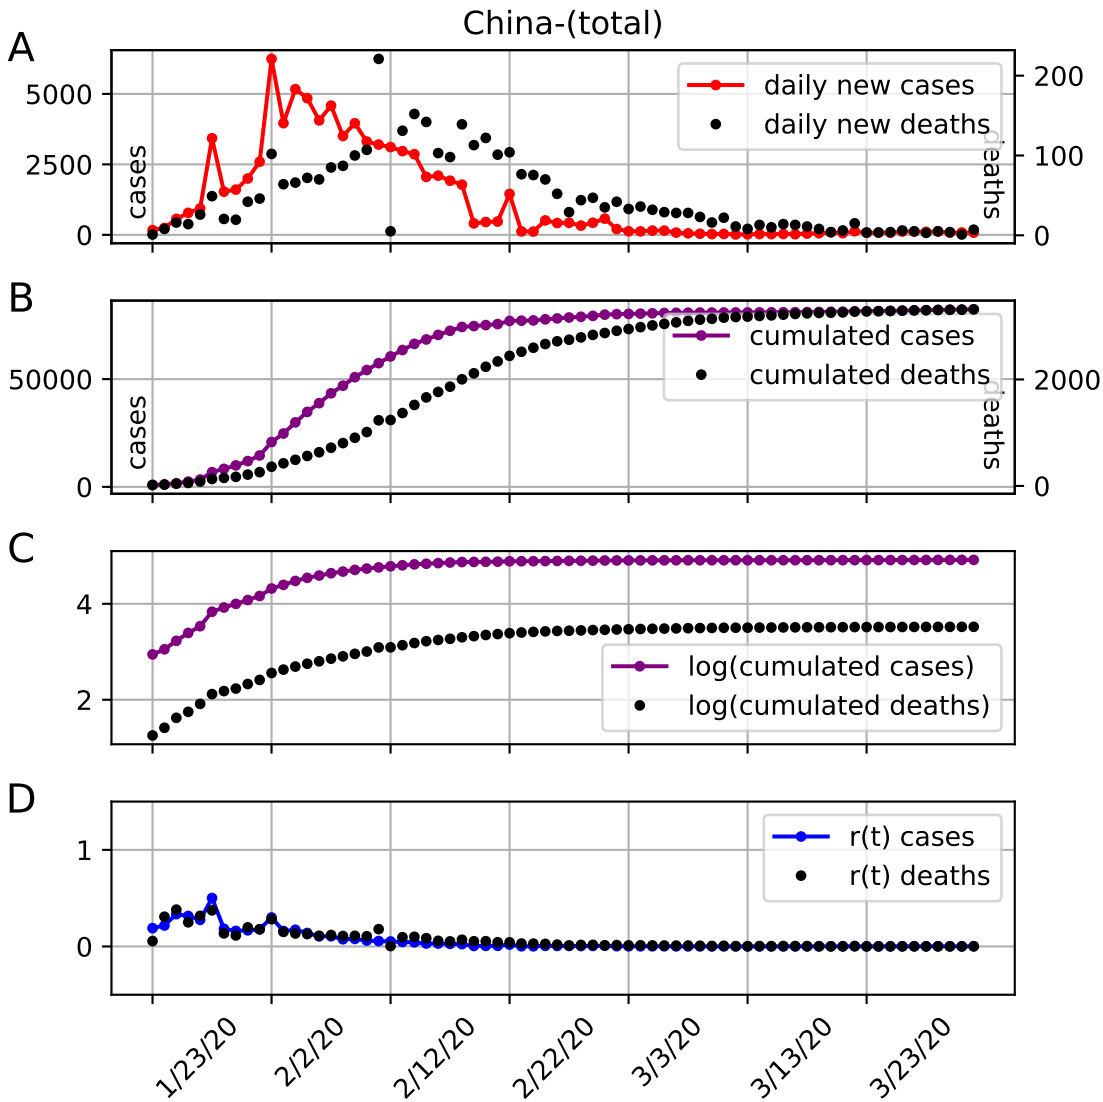 China-(total)
A
5000
2500
0
cases
200
100
0
deaths
daily new cases
daily new deaths
B
50000
0
cases
2000
0
deaths
cumulated cases
cumulated deaths
C
4
2
log(cumulated cases)
log(cumulated deaths)
D
1
0
r(t) cases
r(t) deaths
1/23/20
2/2/20
2/12/20
2/22/20
3/3/20
3/13/20
3/23/20